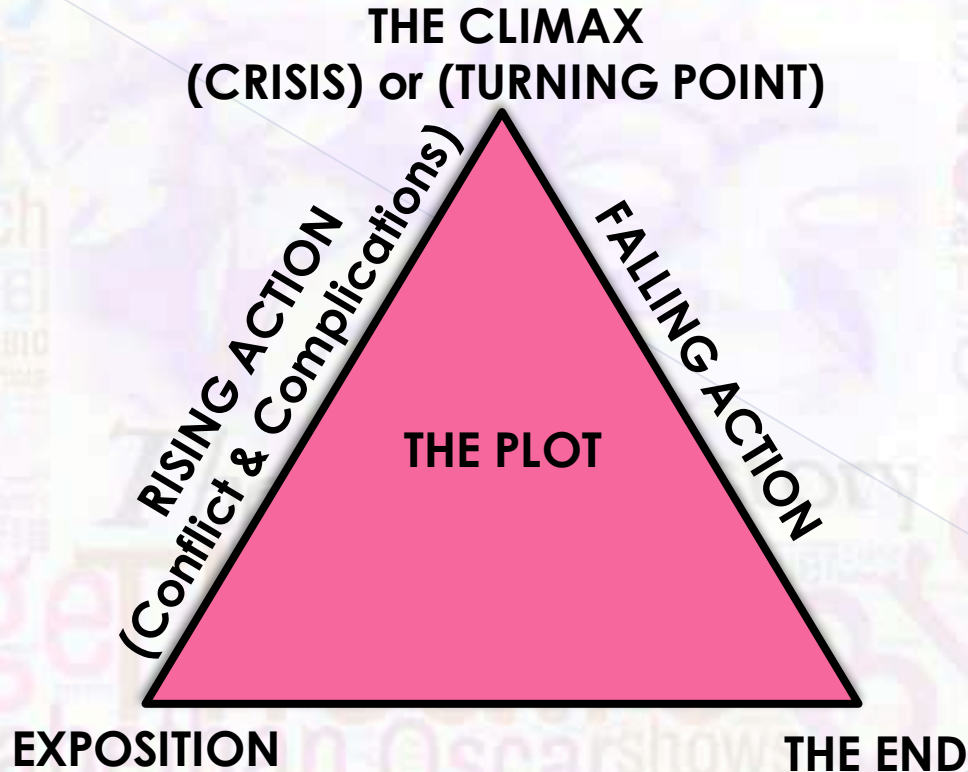 THE CLIMAX
(CRISIS) or (TURNING POINT)
RISING ACTION
(Conflict & Complications)
FALLING ACTION
THE PLOT
EXPOSITION
THE END